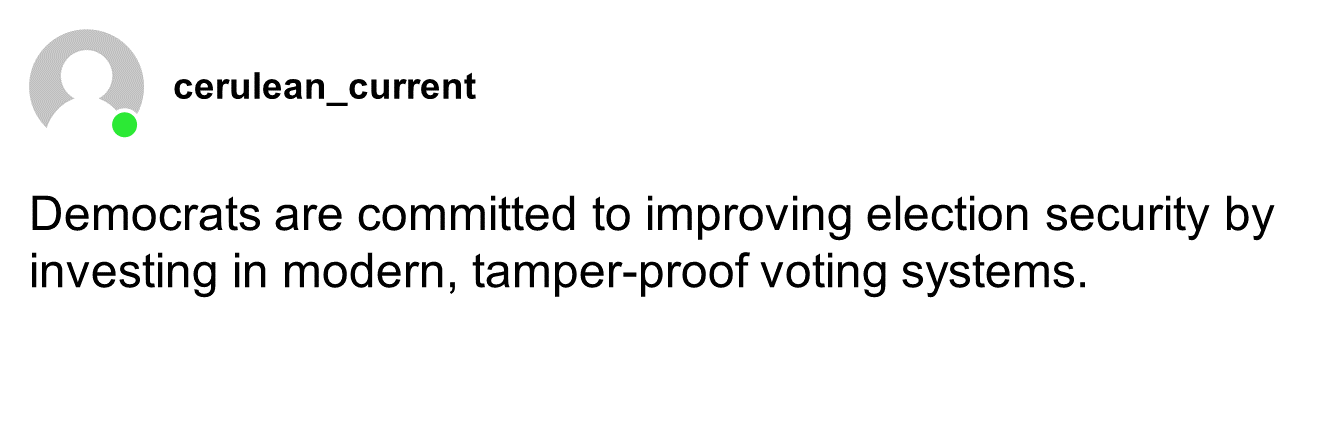 cerulean_current
Democrats are committed to improving election security by
investing in modern, tamper-proof voting systems.